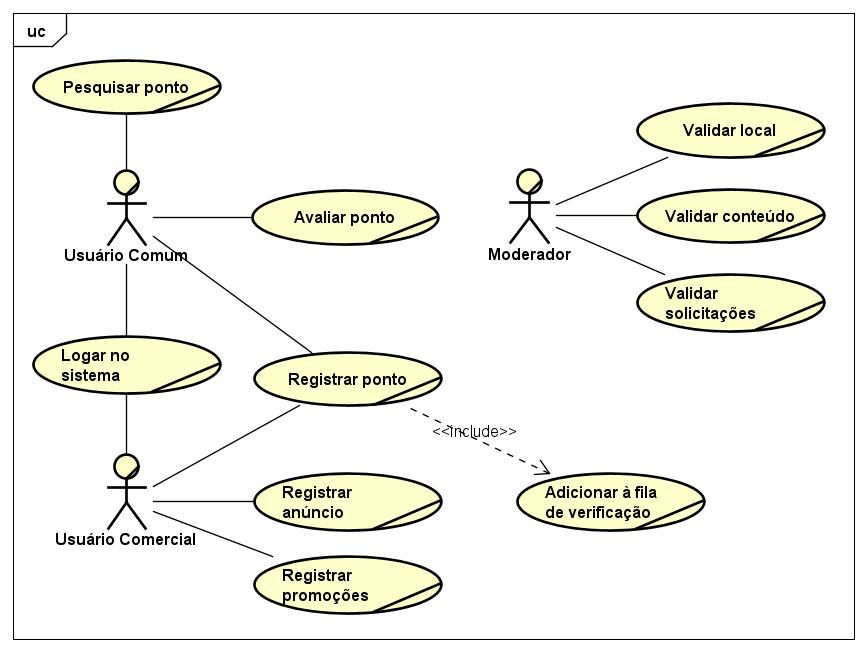 uc
Pesquisar ponto
Validar local
Avaliar ponto
Validar conteúdo
Usuário Comum
Moderador
Validar
solicitações
Logar no
sistema
Registrar ponto
<<include>>
Registrar
anúncio
Adicionar à fila
de verificação
Usuário Comercial
Registrar
promoções